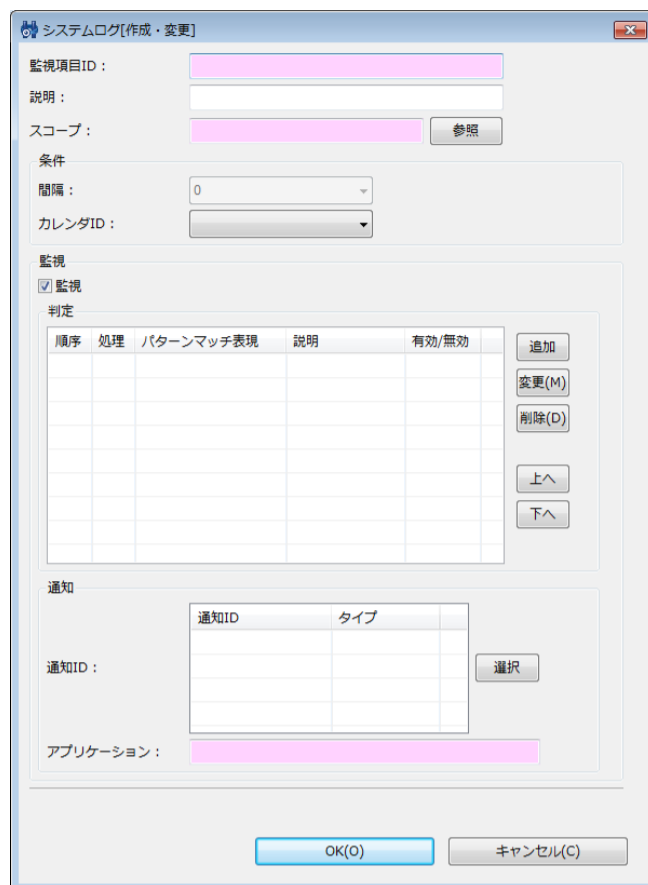 システムログ[作成・変更]
監視項目ID：
説明：
スコープ： 参照
条件
間隔： 0
カレンダID：
監視
監視
判定
順序 処理 パターンマッチ表現 説明 有効/無効
追加
変更(M)
削除(D)
上へ
下へ
通知
通知ID タイプ
通知ID： 選択
アプリケーション：
OK(O) キャンセル(C)